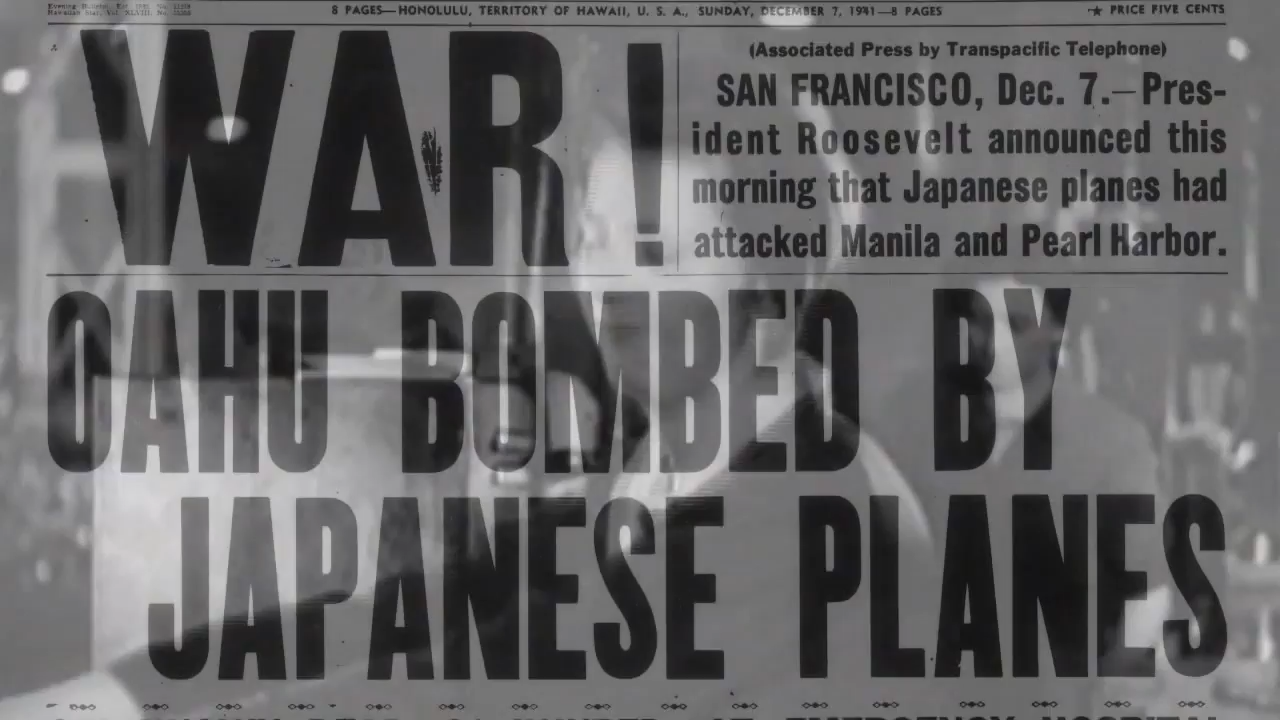 8 PAGES—HONOLULU, TERRITORY OF HAWAII, U. S. A., SUNDAY, DECEMBER 7, 1941—8 PAGES
★ PRICE FIVE CENTS
WAR!
(Associated Press by Transpacific Telephone)
SAN FRANCISCO, Dec. 7.—Pres-
ident Roosevelt announced this
morning that Japanese planes had
attacked Manila and Pearl Harbor.
OAHU BOMBED BY
JAPANESE PLANES